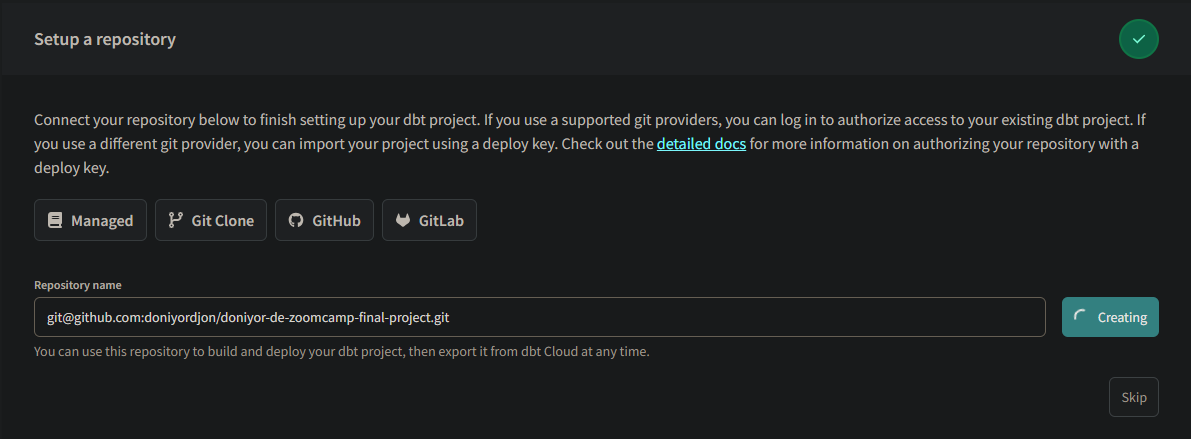 Setup a repository
Connect your repository below to finish setting up your dbt project. If you use a supported git providers, you can log in to authorize access to your existing dbt project. If
you use a different git provider, you can import your project using a deploy key. Check out the detailed docs for more information on authorizing your repository with a
deploy key.
Managed
Git Clone
GitHub
GitLab
Repository name
git@github.com:doniyordjon/doniyor-de-zoomcamp-final-project.git
Creating
You can use this repository to build and deploy your dbt project, then export it from dbt Cloud at any time.
Skip